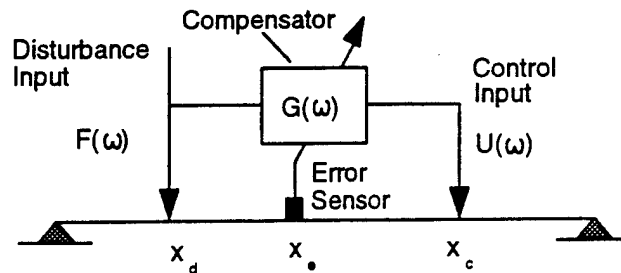 Compensator
Disturbance
Input
Control
Input
G(ω)
F(ω)
U(ω)
Error
Sensor
X d
X e
X c